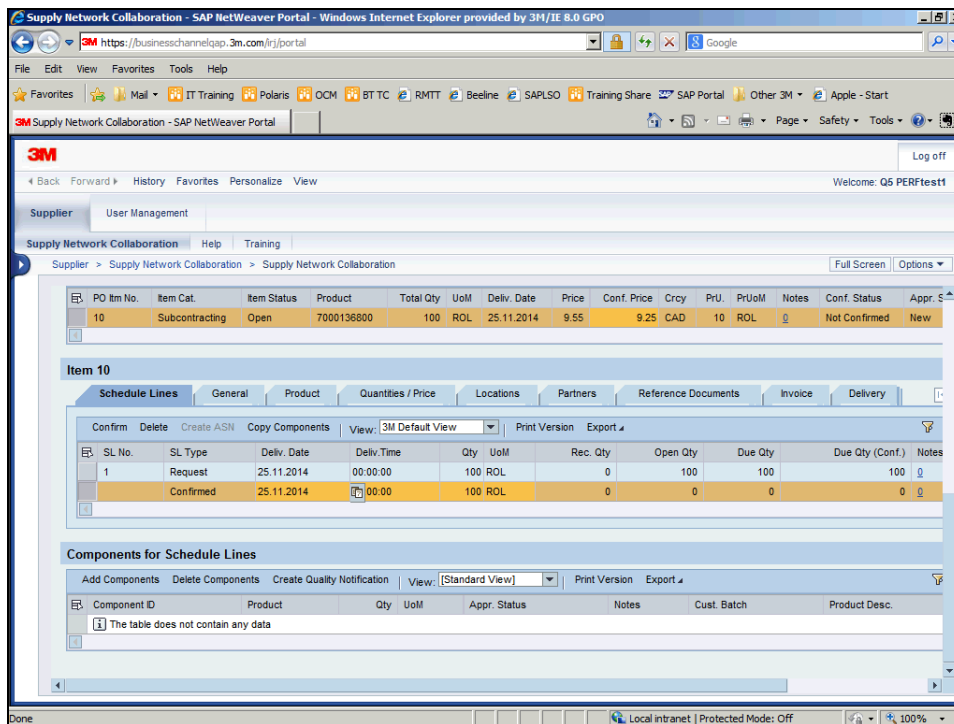 Supply Network Collaboration - SAP NetWeaver Portal - Windows Internet Explorer provided by 3M/IE 8.0 GPO
3M https://businesschannelqap.3m.com/irj/portal Google
File Edit View Favorites Tools Help
Favorites Mail IT Training Polaris OCM BT TC RMTT Beeline SAPLSO Training Share SAP Portal Other 3M Apple - Start
3M Supply Network Collaboration - SAP NetWeaver Portal Page Safety Tools
3M Log off
Back Forward History Favorites Personalize View Welcome: Q5 PERFtest1
Supplier User Management
Supply Network Collaboration Help Training
Supplier > Supply Network Collaboration > Supply Network Collaboration Full Screen Options
PO Itm No. Item Cat. Item Status Product Total Qty UoM Deliv. Date Price Conf. Price Crcy PrU. PrUoM Notes Conf. Status Appr. S
10 Subcontracting Open 7000136800 100 ROL 25.11.2014 9.55 9.25 CAD 10 ROL 0 Not Confirmed New
Item 10
Schedule Lines General Product Quantities / Price Locations Partners Reference Documents Invoice Delivery
Confirm Delete Create ASN Copy Components View: 3M Default View Print Version Export
SL No. SL Type Deliv. Date Deliv.Time Qty UoM Rec. Qty Open Qty Due Qty Due Qty (Conf.) Notes
1 Request 25.11.2014 00:00:00 100 ROL 0 100 100 100 0
Confirmed 25.11.2014 00:00 100 ROL 0 0 0 0 0
Components for Schedule Lines
Add Components Delete Components Create Quality Notification View: [Standard View] Print Version Export
Component ID Product Qty UoM Appr. Status Notes Cust. Batch Product Desc.
The table does not contain any data
Done Local intranet | Protected Mode: Off 100%